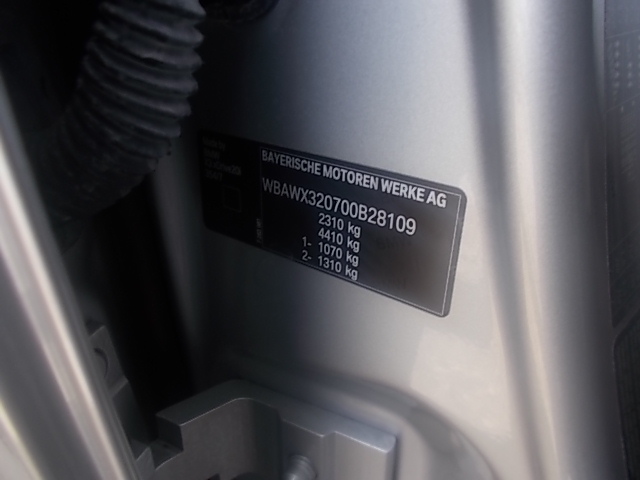 BAYERISCHE MOTOREN WERKE AG
WBAWX320700B28109
2310 kg
4410 kg
1- 1070 kg
2- 1310 kg